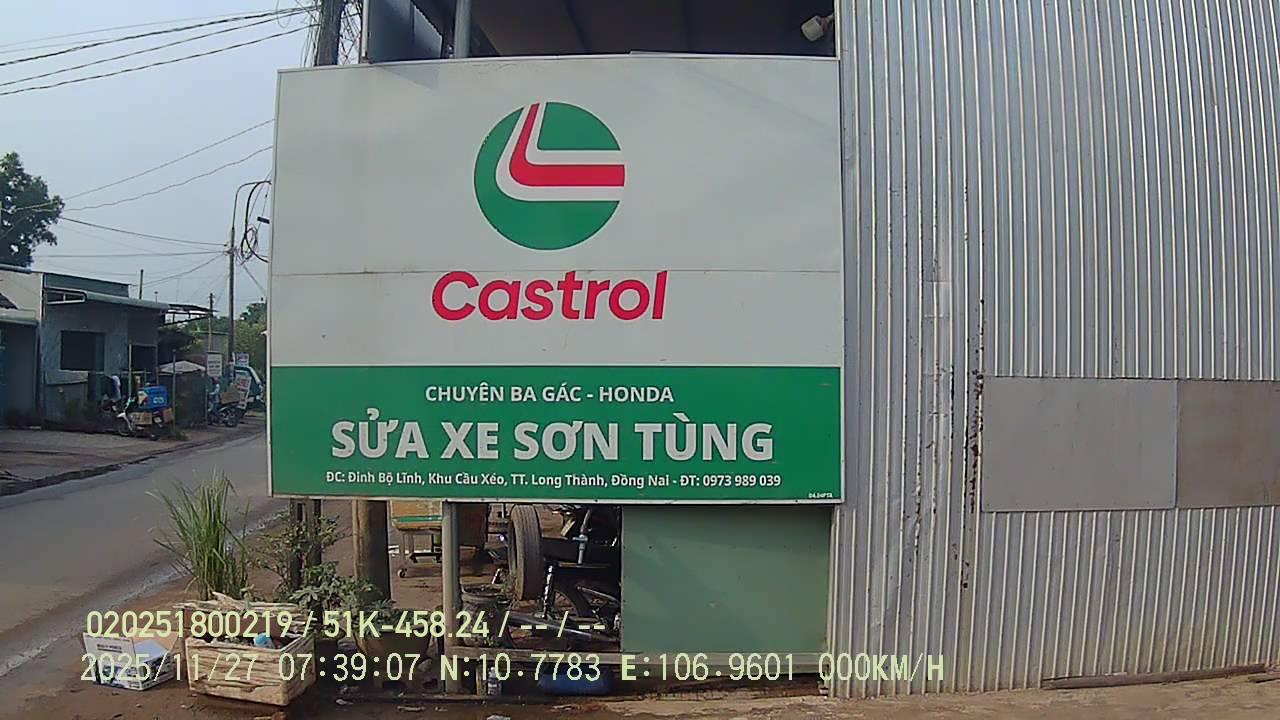 Castrol
CHUYÊN BA GÁC - HONDA
SỬA XE SƠN TÙNG
ĐC: Đinh Bộ Lĩnh, Khu Cầu Xéo, TT. Long Thành, Đồng Nai - ĐT: 0973 989 039
020251800219 / 51K-458.24 / -- / --
2025/11/27 07:39:07 N:10.7783 E:106.9601 000KM/H